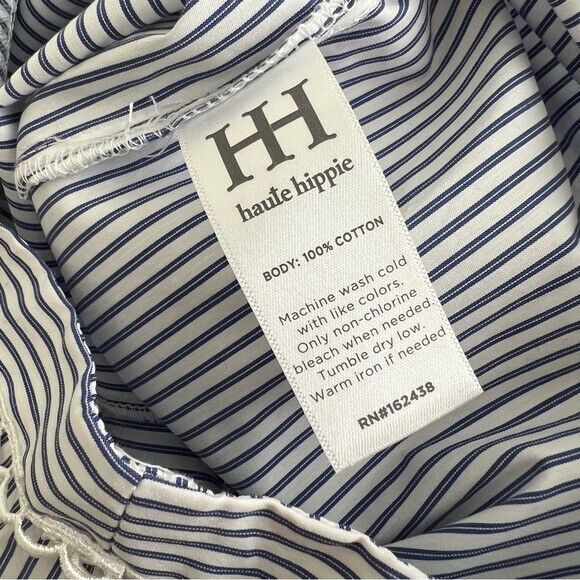 HH
haute hippie
BODY: 100% COTTON
Machine wash cold
with like colors.
Only non-chlorine
bleach when needed.
Tumble dry low.
Warm iron if needed
RN#162438